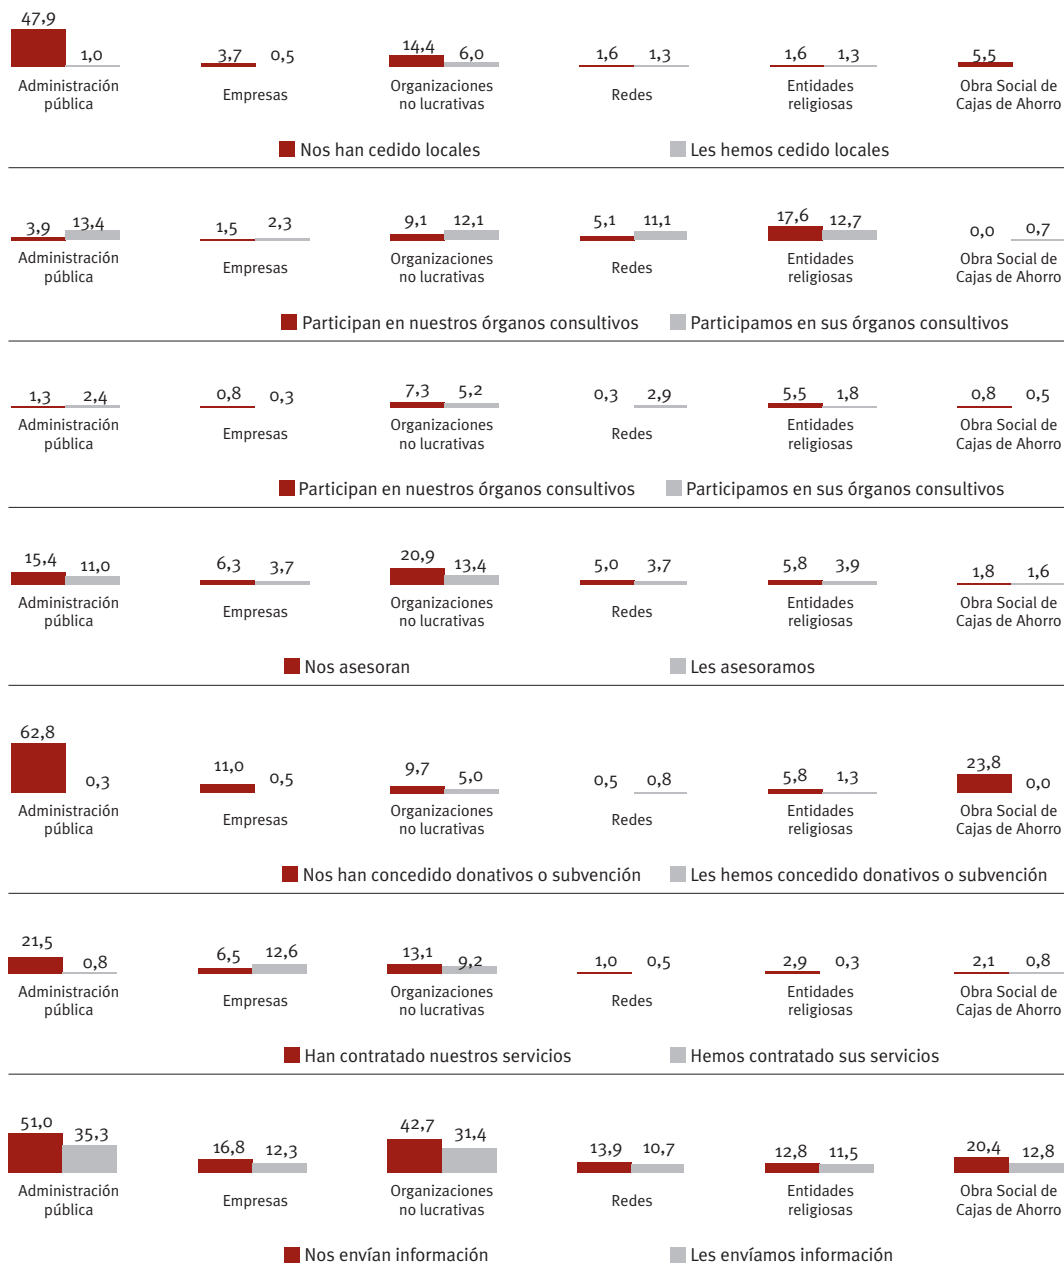 47,9 1,0 3,7 0,5 14,4 6,0 1,6 1,3 1,6 1,3 5,5
Administración pública Empresas Organizaciones no lucrativas Redes Entidades religiosas Obra Social de Cajas de Ahorro
Nos han cedido locales Les hemos cedido locales
3,9 13,4 1,5 2,3 9,1 12,1 5,1 11,1 17,6 12,7 0,0 0,7
Administración pública Empresas Organizaciones no lucrativas Redes Entidades religiosas Obra Social de Cajas de Ahorro
Participan en nuestros órganos consultivos Participamos en sus órganos consultivos
1,3 2,4 0,8 0,3 7,3 5,2 0,3 2,9 5,5 1,8 0,8 0,5
Administración pública Empresas Organizaciones no lucrativas Redes Entidades religiosas Obra Social de Cajas de Ahorro
Participan en nuestros órganos consultivos Participamos en sus órganos consultivos
15,4 11,0 6,3 3,7 20,9 13,4 5,0 3,7 5,8 3,9 1,8 1,6
Administración pública Empresas Organizaciones no lucrativas Redes Entidades religiosas Obra Social de Cajas de Ahorro
Nos asesoran Les asesoramos
62,8 0,3 11,0 0,5 9,7 5,0 0,5 0,8 5,8 1,3 23,8 0,0
Administración pública Empresas Organizaciones no lucrativas Redes Entidades religiosas Obra Social de Cajas de Ahorro
Nos han concedido donativos o subvención Les hemos concedido donativos o subvención
21,5 0,8 6,5 12,6 13,1 9,2 1,0 0,5 2,9 0,3 2,1 0,8
Administración pública Empresas Organizaciones no lucrativas Redes Entidades religiosas Obra Social de Cajas de Ahorro
Han contratado nuestros servicios Hemos contratado sus servicios
51,0 35,3 16,8 12,3 42,7 31,4 13,9 10,7 12,8 11,5 20,4 12,8
Administración pública Empresas Organizaciones no lucrativas Redes Entidades religiosas Obra Social de Cajas de Ahorro
Nos envían información Les envíamos información